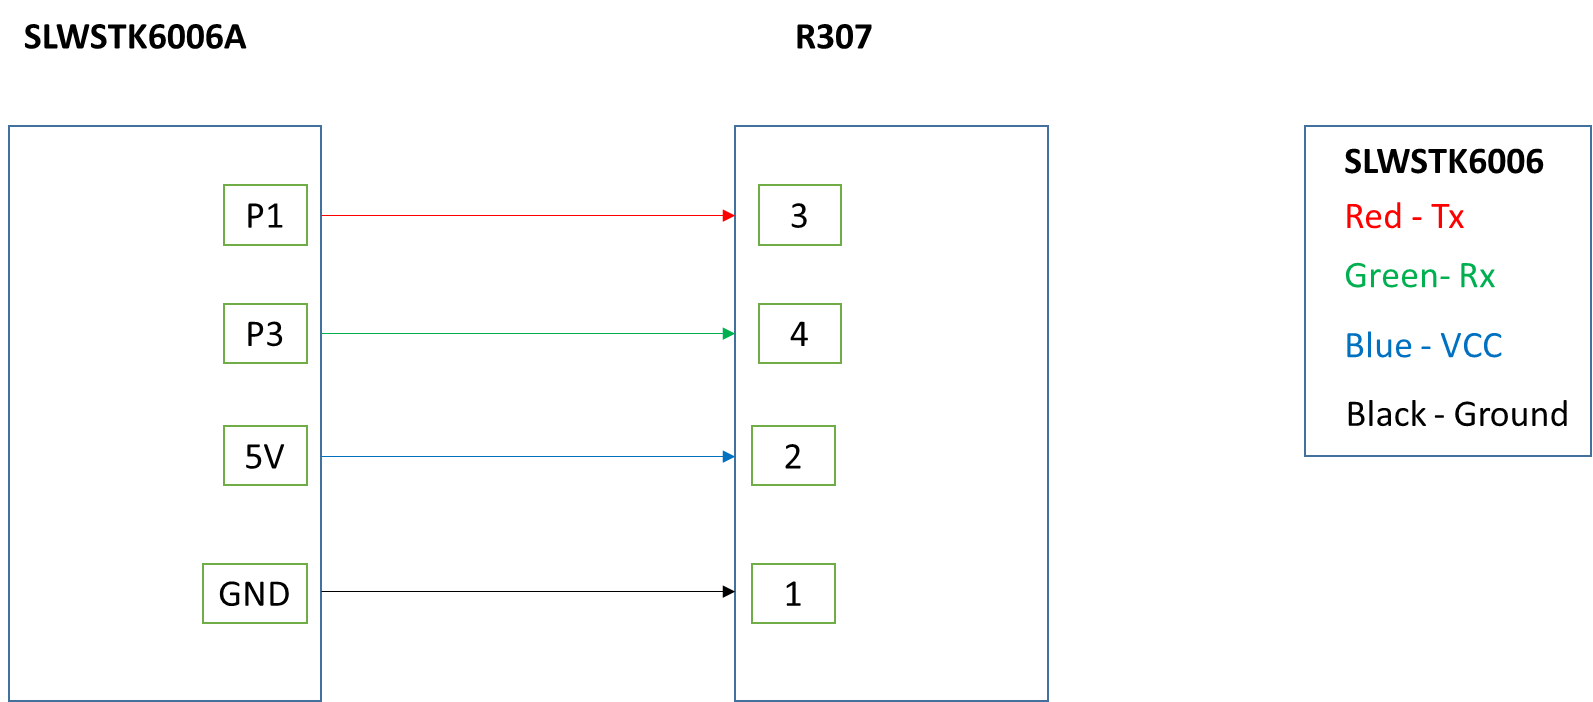 SLWSTK6006A
R307
P1
3
P3
4
5V
2
GND
1
SLWSTK6006
Red - Tx
Green- Rx
Blue - VCC
Black - Ground